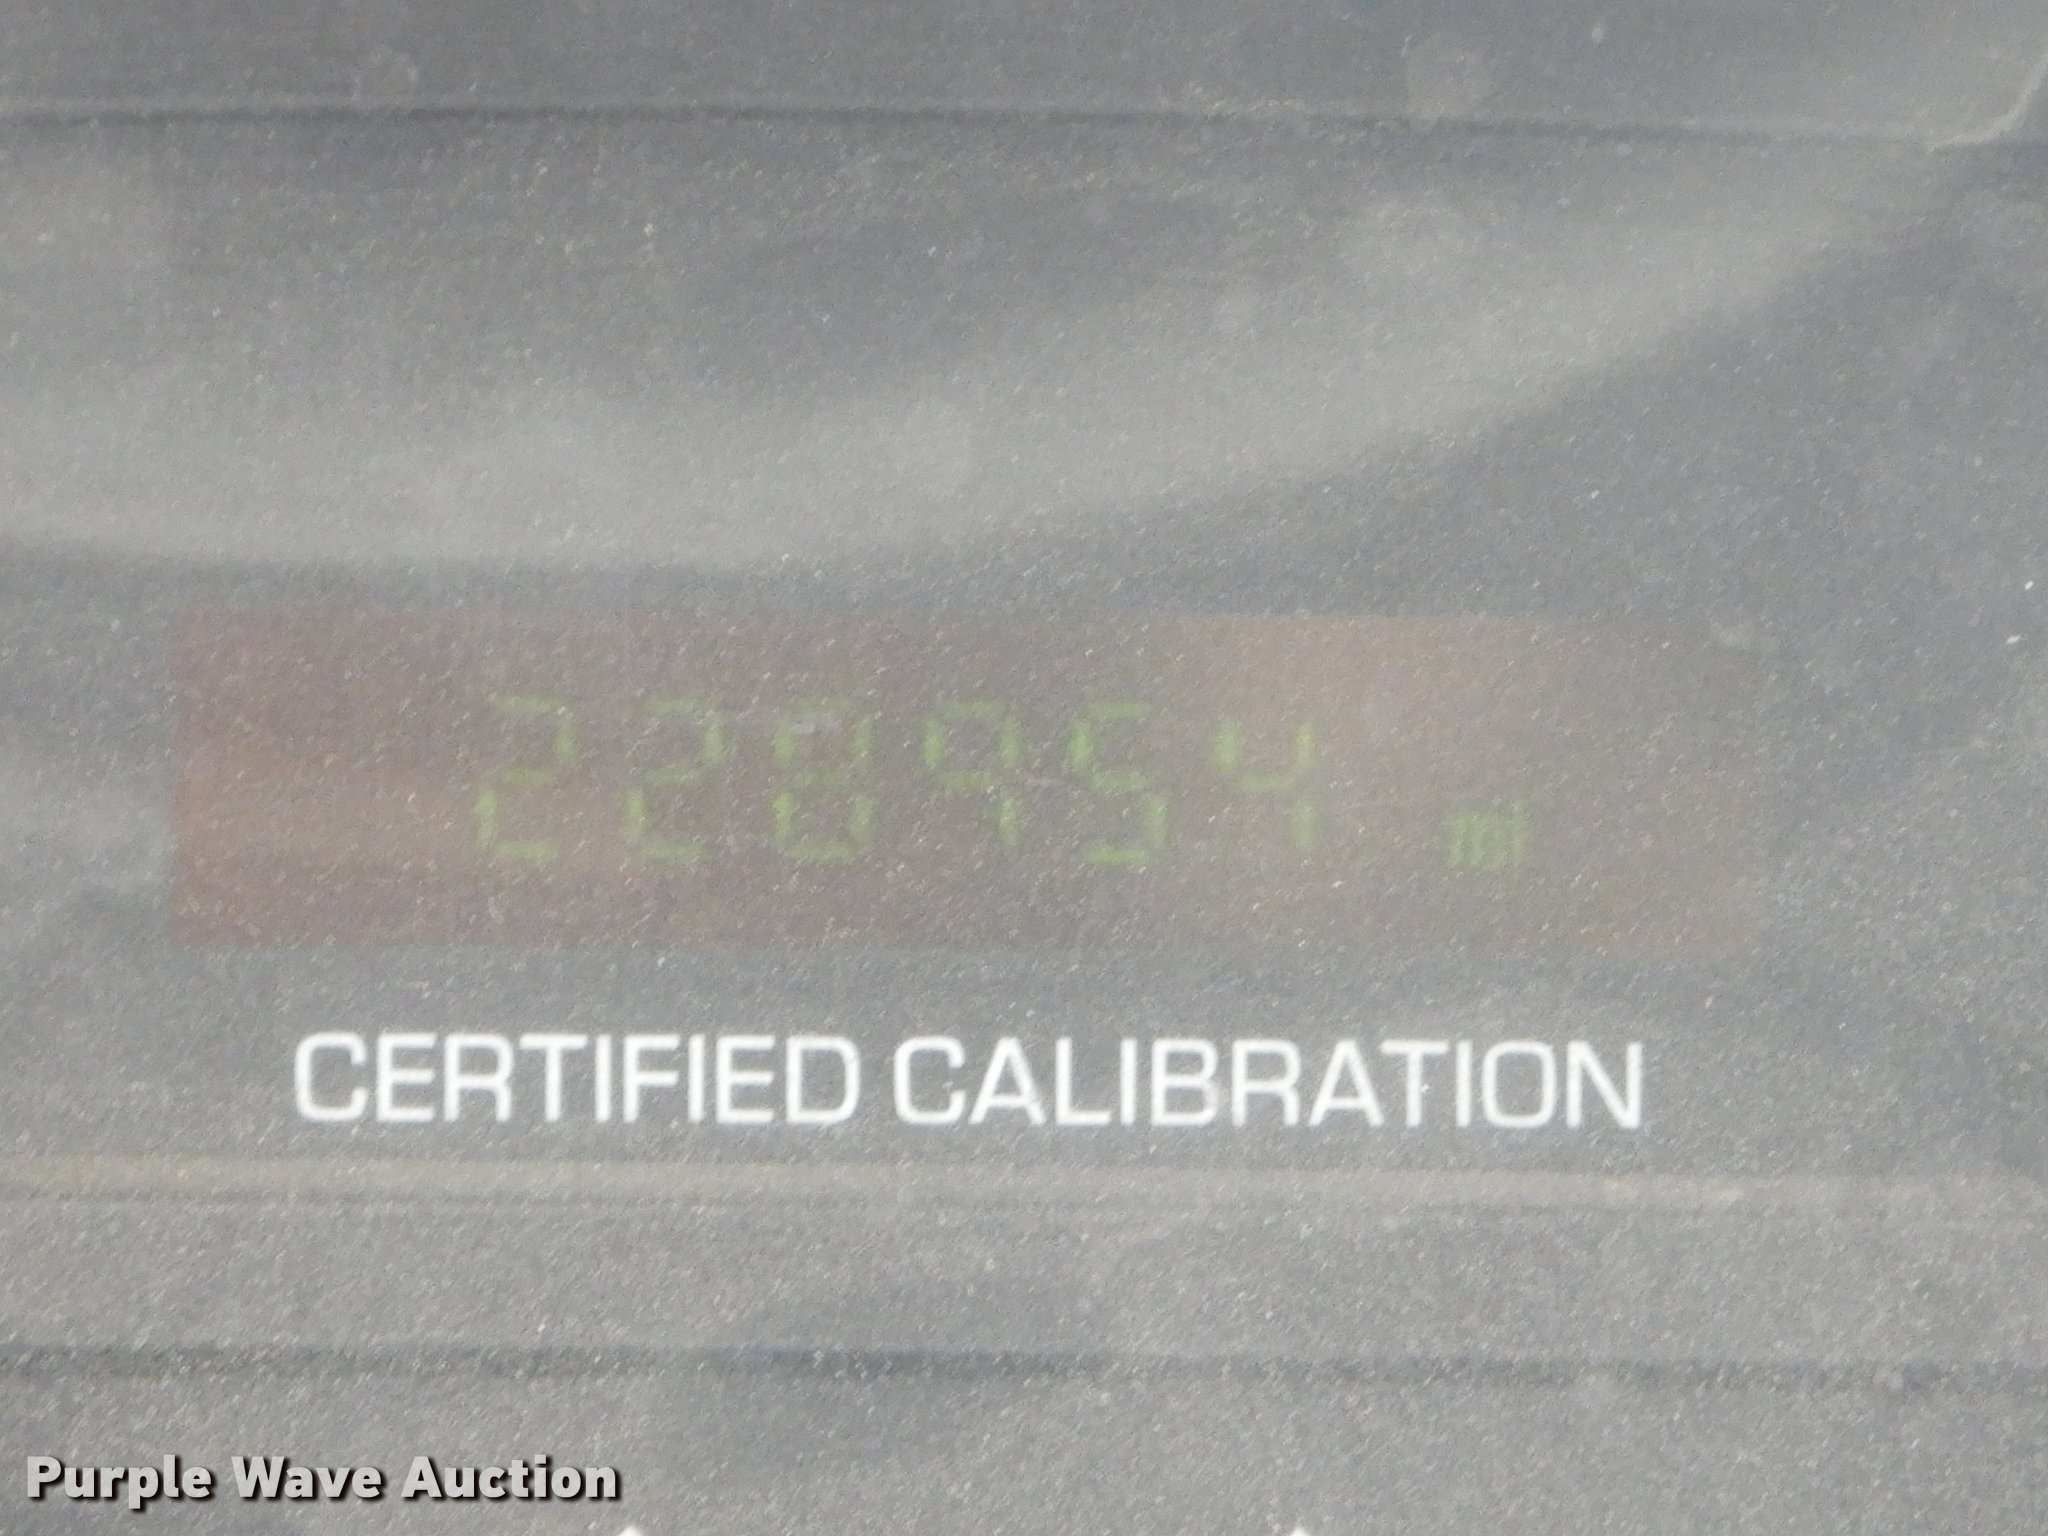 228954 mi
CERTIFIED CALIBRATION
Purple Wave Auction